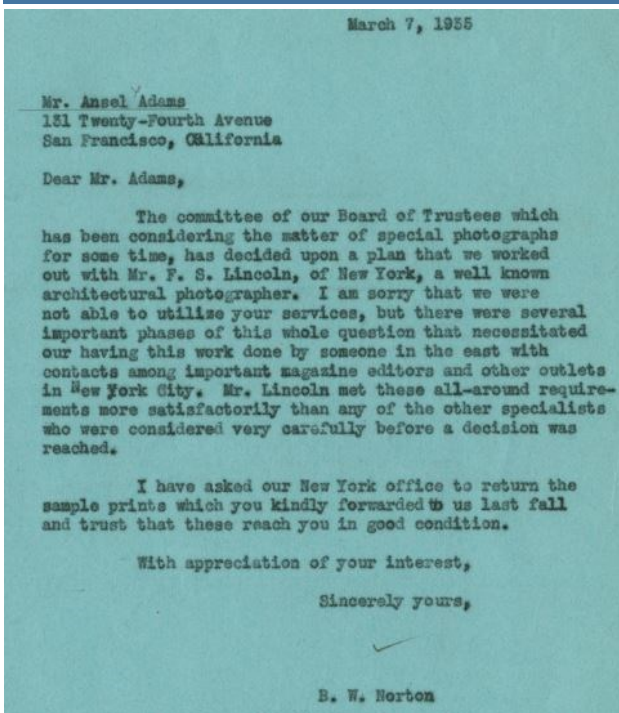 March 7, 1935
Mr. Ansel Adams
131 Twenty-Fourth Avenue
San Francisco, California
Dear Mr. Adams,
The committee of our Board of Trustees which
has been considering the matter of special photographs
for some time, has decided upon a plan that we worked
out with Mr. F. S. Lincoln, of New York, a well known
architectural photographer. I am sorry that we were
not able to utilize your services, but there were several
important phases of this whole question that necessitated
our having this work done by someone in the east with
contacts among important magazine editors and other outlets
in New York City. Mr. Lincoln met these all-around require-
ments more satisfactorily than any of the other specialists
who were considered very carefully before a decision was
reached.
I have asked our New York office to return the
sample prints which you kindly forwarded to us last fall
and trust that these reach you in good condition.
With appreciation of your interest,
Sincerely yours,
B. W. Norton